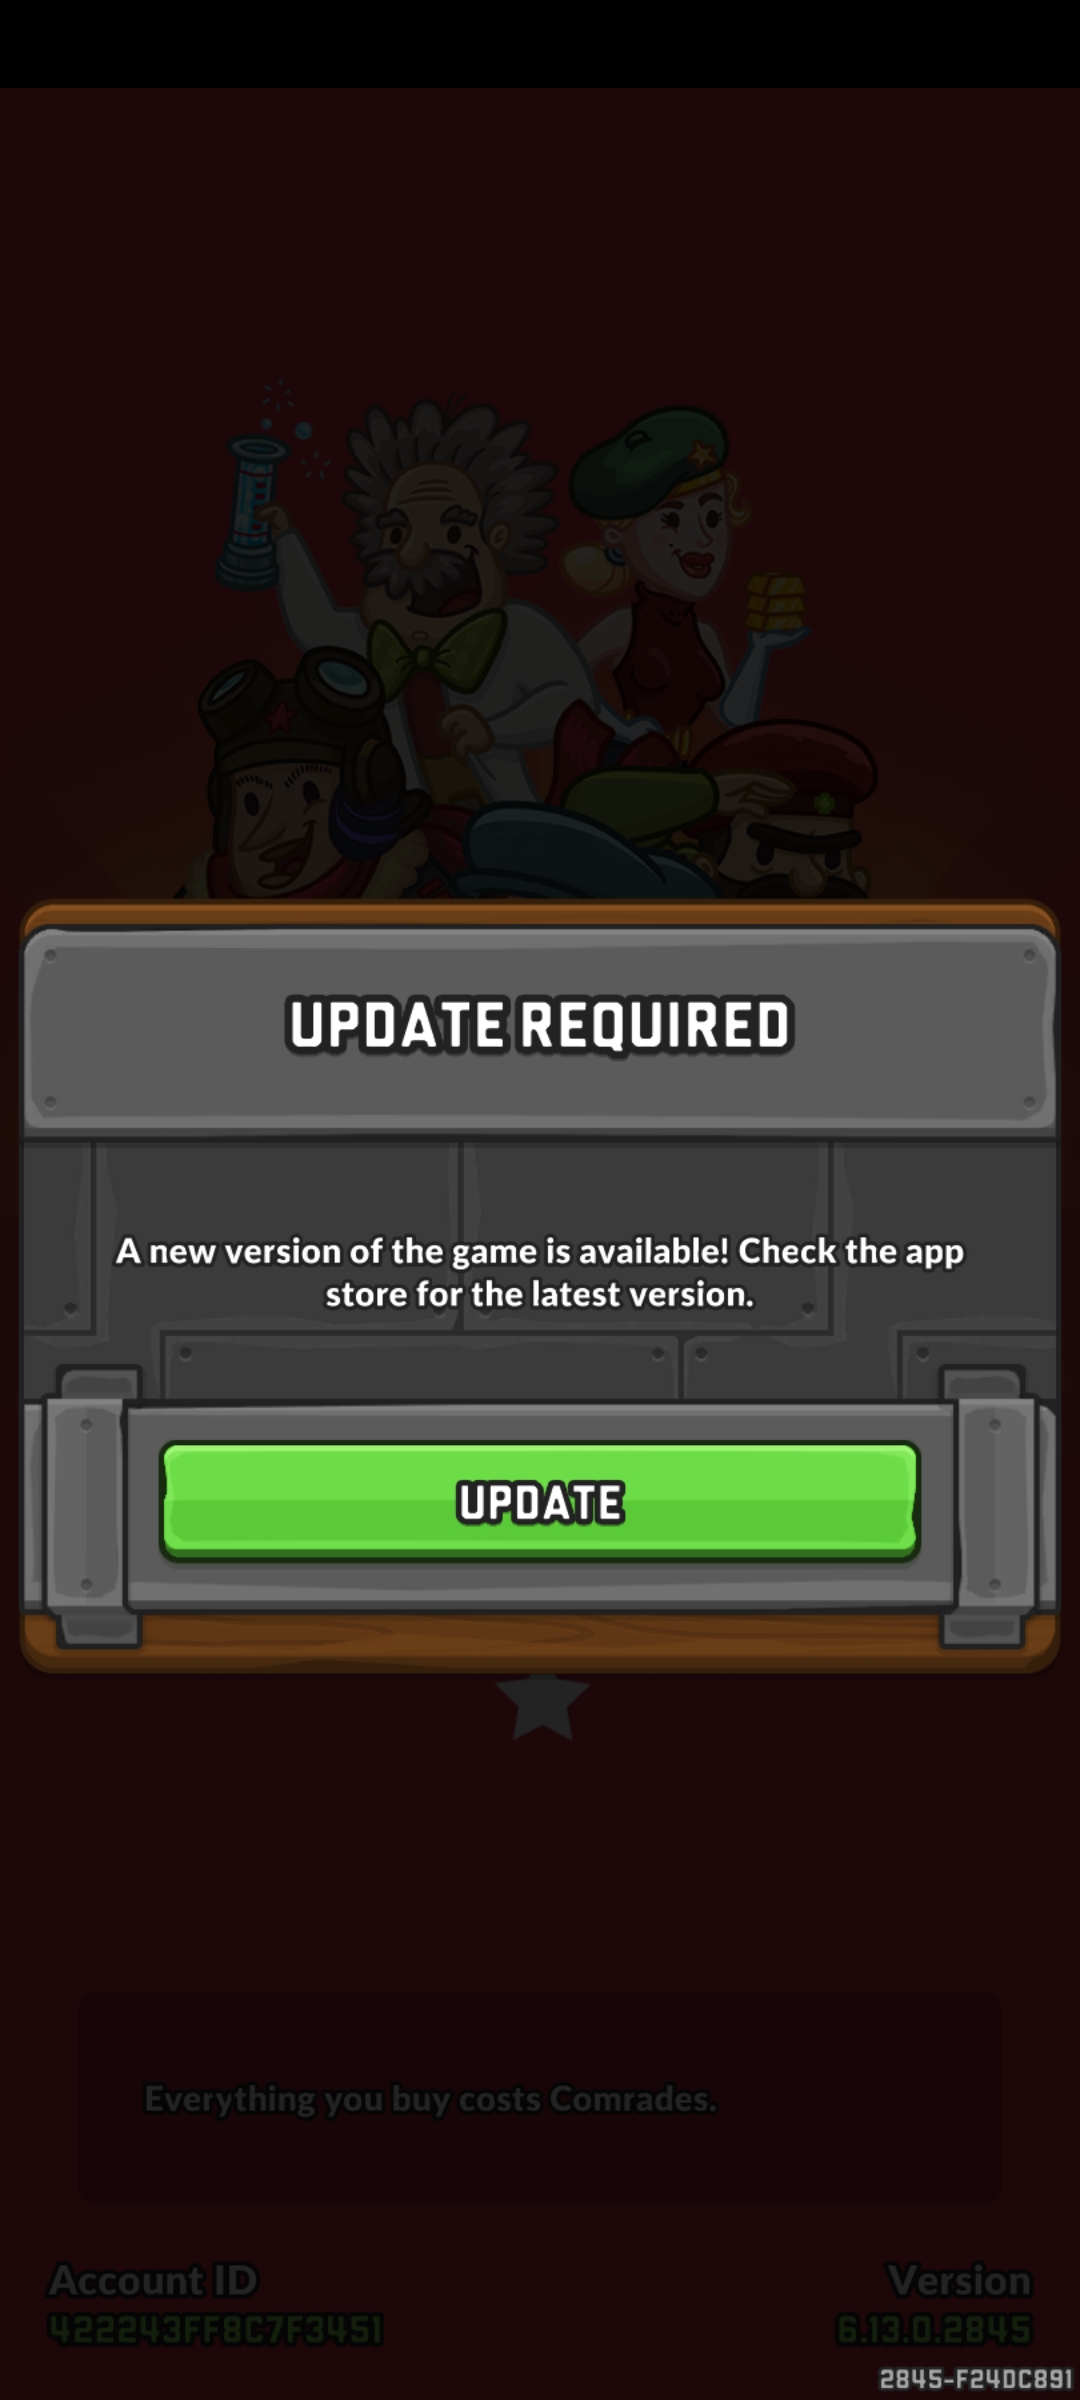 UPDATE REQUIRED
A new version of the game is available! Check the app
store for the latest version.
UPDATE
Everything you buy costs Comrades.
Account ID
Version
422243FF8C7F3451
6.13.0.2845
2845-F24DC891